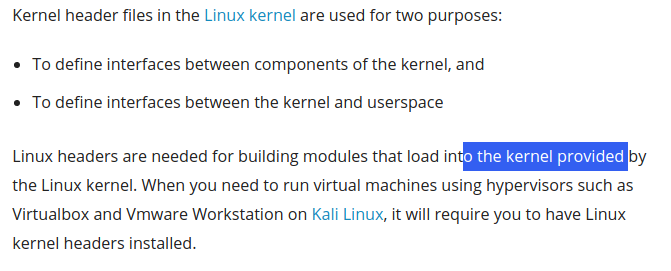 Kernel header files in the Linux kernel are used for two purposes:
• To define interfaces between components of the kernel, and
• To define interfaces between the kernel and userspace
Linux headers are needed for building modules that load into the kernel provided by
the Linux kernel. When you need to run virtual machines using hypervisors such as
Virtualbox and Vmware Workstation on Kali Linux, it will require you to have Linux
kernel headers installed.